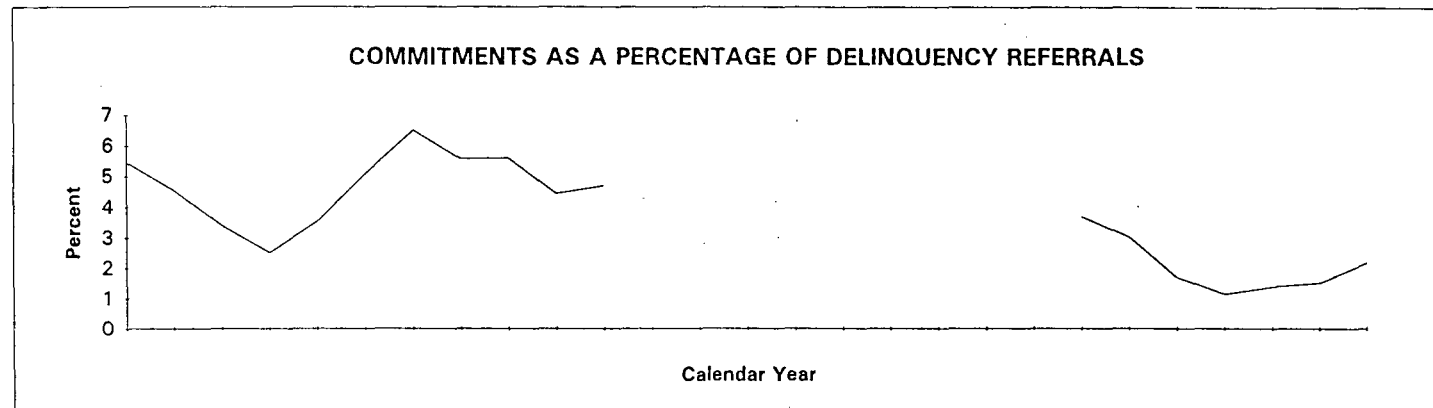 COMMITMENTS AS A PERCENTAGE OF DELINQUENCY REFERRALS
7
6
5
4
3
2
1
0
Percent
Calendar Year